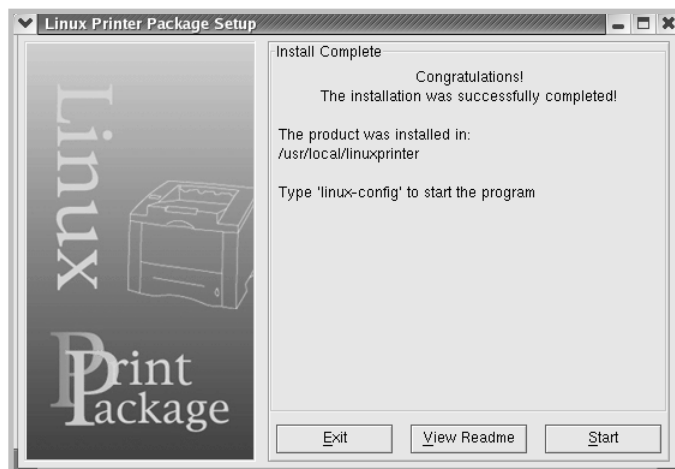 Linux Printer Package Setup
Linux
Print
Package
Install Complete
Congratulations!
The installation was successfully completed!
The product was installed in:
/usr/local/linuxprinter
Type 'linux-config' to start the program
Exit
View Readme
Start